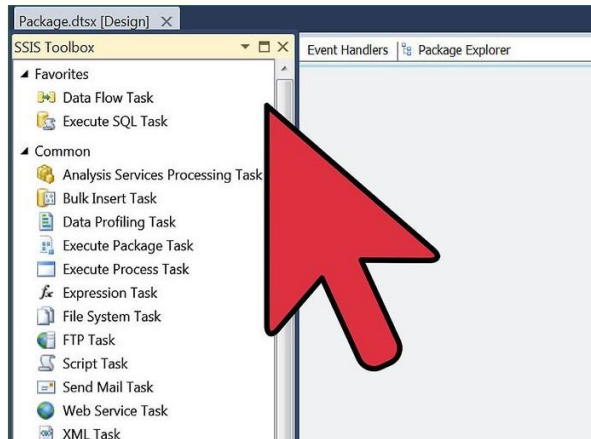 Package.dtsx [Design]
SSIS Toolbox
Event Handlers Package Explorer
Favorites
Data Flow Task
Execute SQL Task
Common
Analysis Services Processing Task
Bulk Insert Task
Data Profiling Task
Execute Package Task
Execute Process Task
fx Expression Task
File System Task
FTP Task
Script Task
Send Mail Task
Web Service Task
XML Task